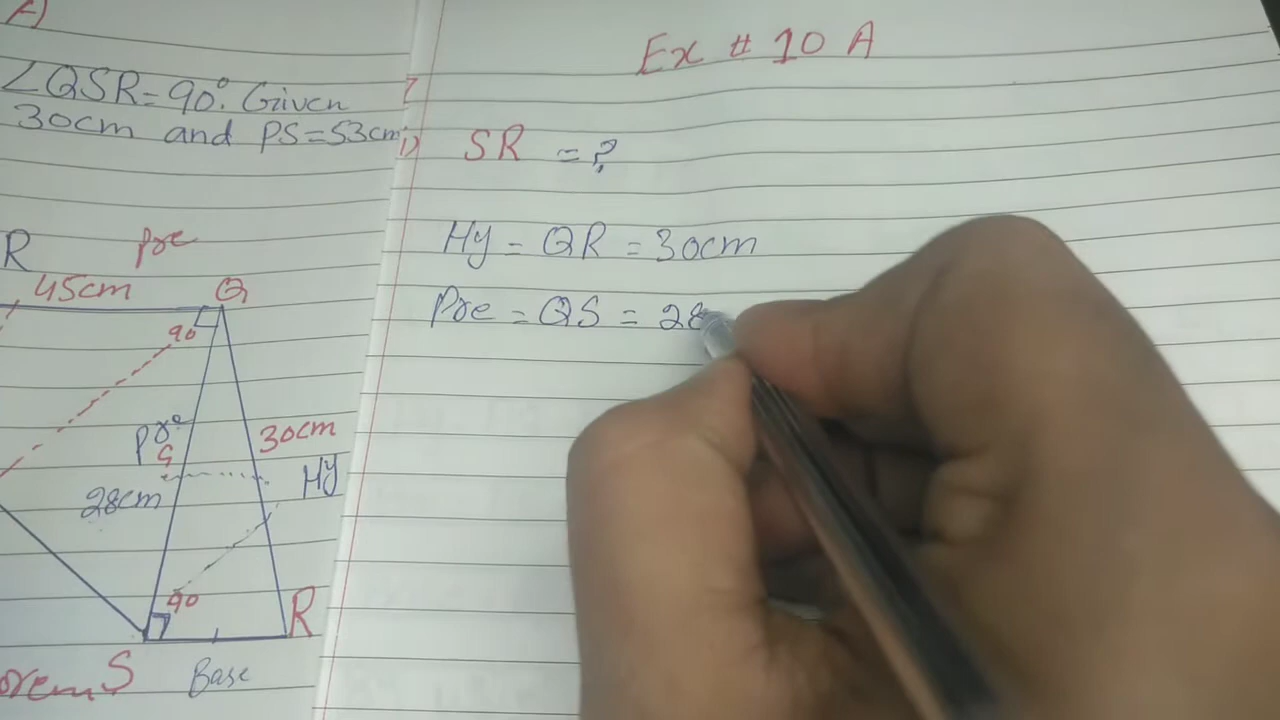 A)
∠QSR=90°. Given
30cm and PS=53cm
R Pre
45cm Q
90
Pre
G
28cm
30cm
Hy
90
R
S
Base
Ex # 10 A
i) SR = ?
Hy = QR = 30cm
Pre = QS = 28